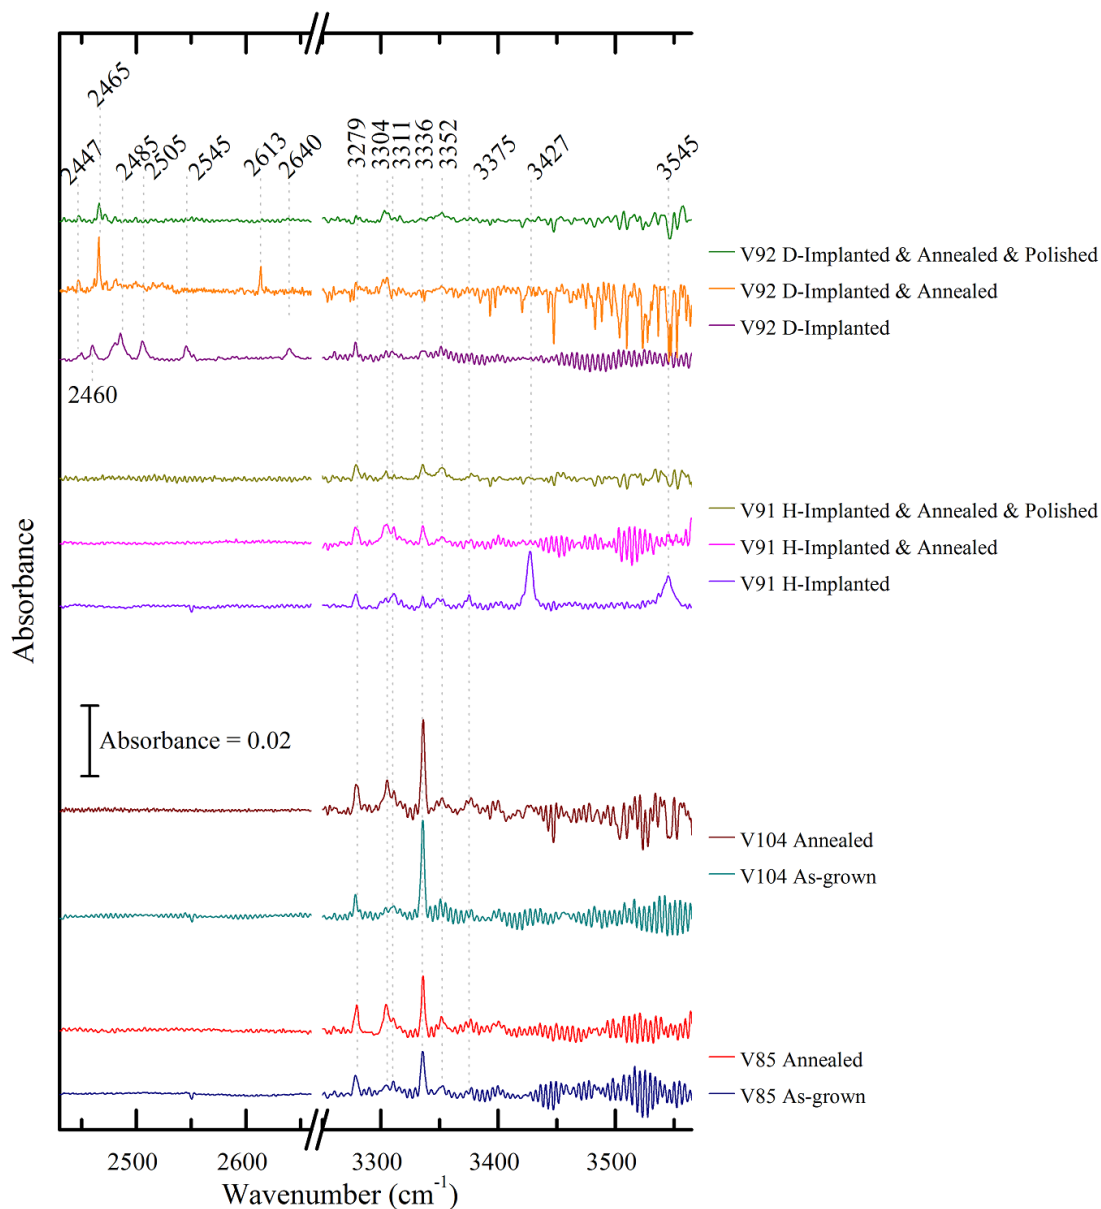 2465
2447
2485
2505
2545
2613
2640
3279
3304
3311
3336
3352
3375
3427
3545
V92 D-Implanted & Annealed & Polished
V92 D-Implanted & Annealed
V92 D-Implanted
2460
V91 H-Implanted & Annealed & Polished
V91 H-Implanted & Annealed
V91 H-Implanted
Absorbance
Absorbance = 0.02
V104 Annealed
V104 As-grown
V85 Annealed
V85 As-grown
2500 2600 3300 3400 3500
Wavenumber (cm⁻¹)